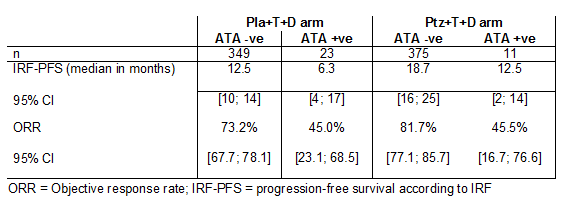 Pla+T+D arm Ptz+T+D arm
ATA -ve ATA +ve ATA -ve ATA +ve
n 349 23 375 11
IRF-PFS (median in months) 12.5 6.3 18.7 12.5
95% CI [10; 14] [4; 17] [16; 25] [2; 14]
ORR 73.2% 45.0% 81.7% 45.5%
95% CI [67.7; 78.1] [23.1; 68.5] [77.1; 85.7] [16.7; 76.6]
ORR = Objective response rate; IRF-PFS = progression-free survival according to IRF